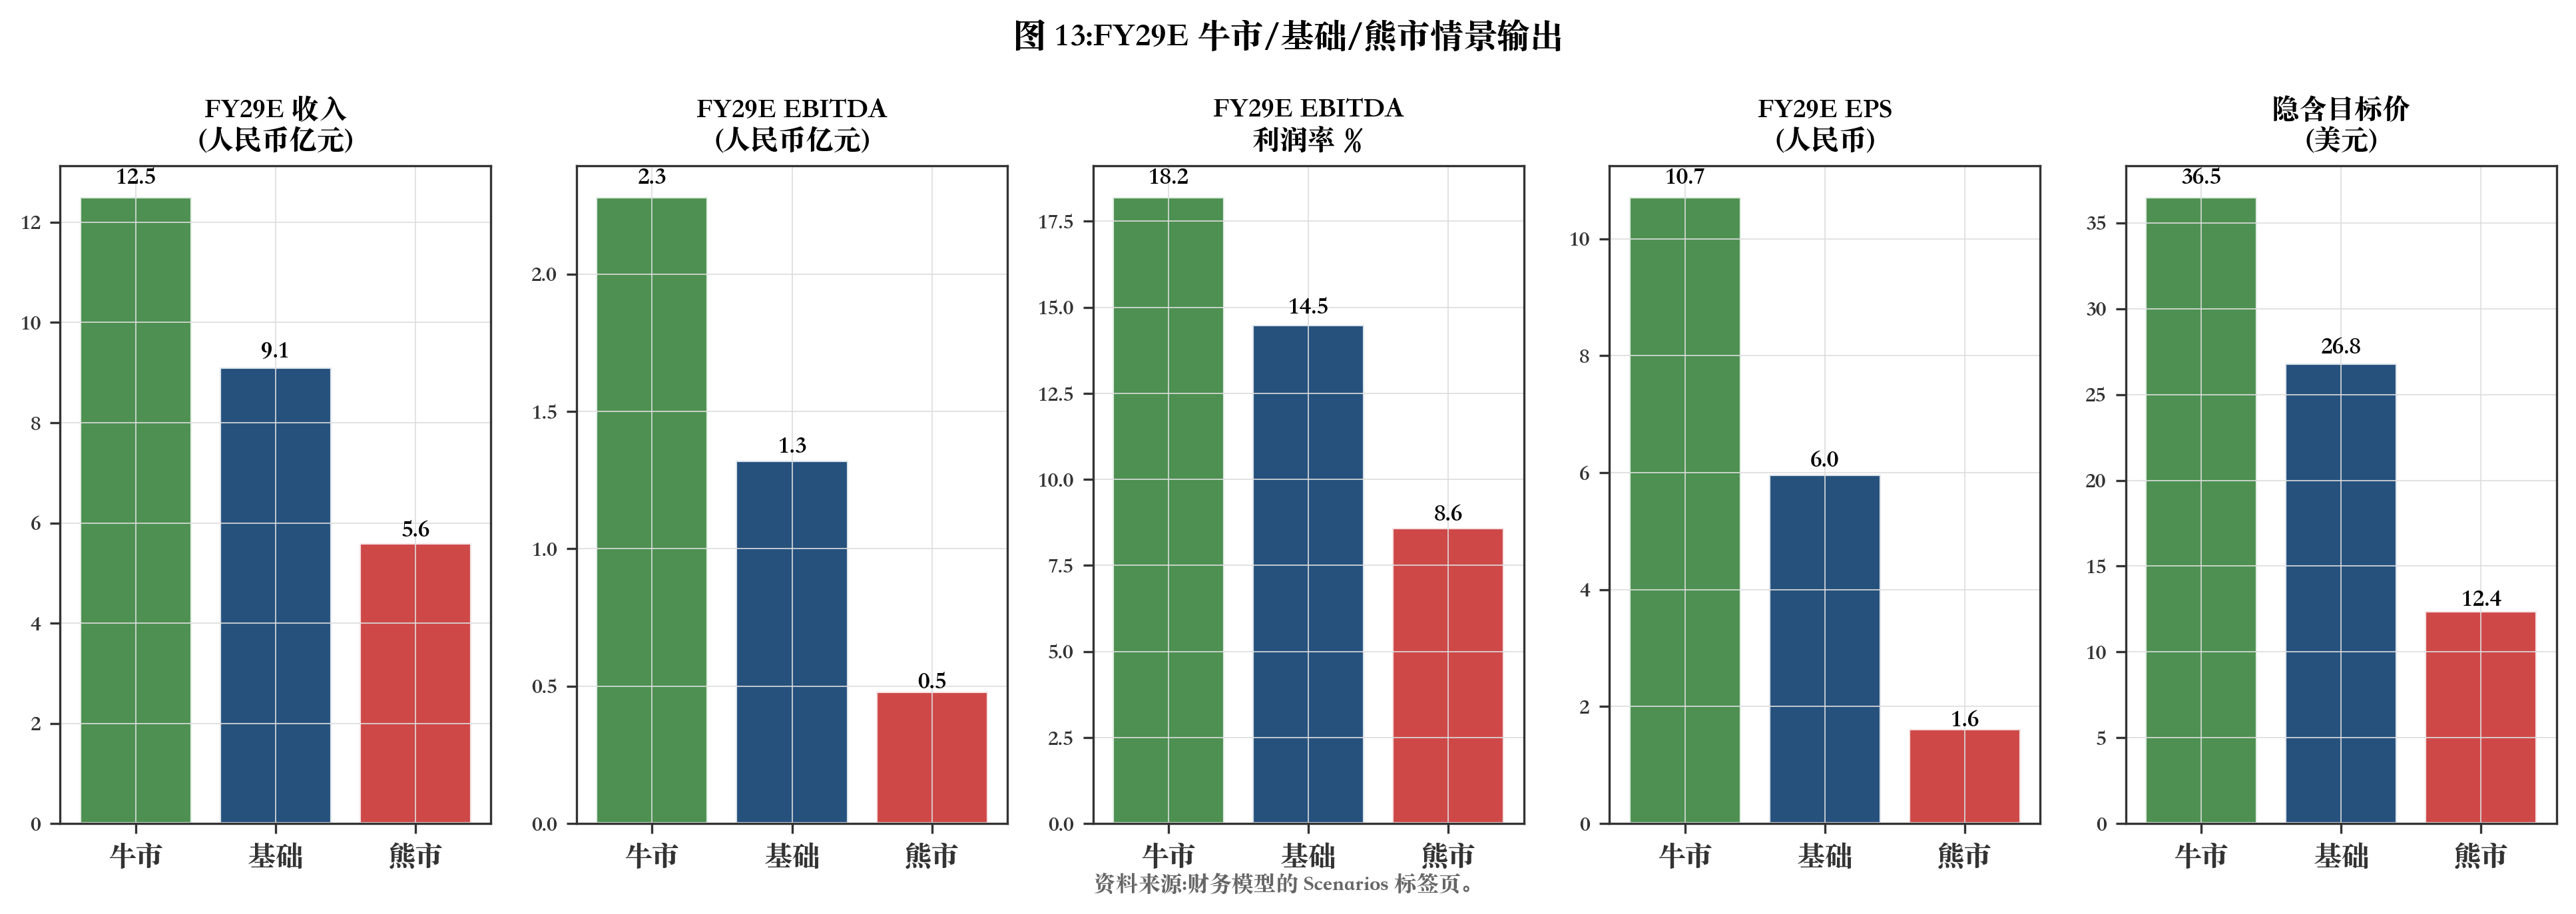 图 13:FY29E 牛市/基础/熊市情景输出
FY29E 收入
(人民币亿元)
12.5
9.1
5.6
12
10
8
6
4
2
0
牛市
基础
熊市
FY29E EBITDA
(人民币亿元)
2.3
1.3
0.5
2.0
1.5
1.0
0.5
0.0
牛市
基础
熊市
FY29E EBITDA
利润率 %
18.2
14.5
8.6
17.5
15.0
12.5
10.0
7.5
5.0
2.5
0.0
牛市
基础
熊市
FY29E EPS
(人民币)
10.7
6.0
1.6
10
8
6
4
2
0
牛市
基础
熊市
隐含目标价
(美元)
36.5
26.8
12.4
35
30
25
20
15
10
5
0
牛市
基础
熊市
资料来源:财务模型的 Scenarios 标签页。